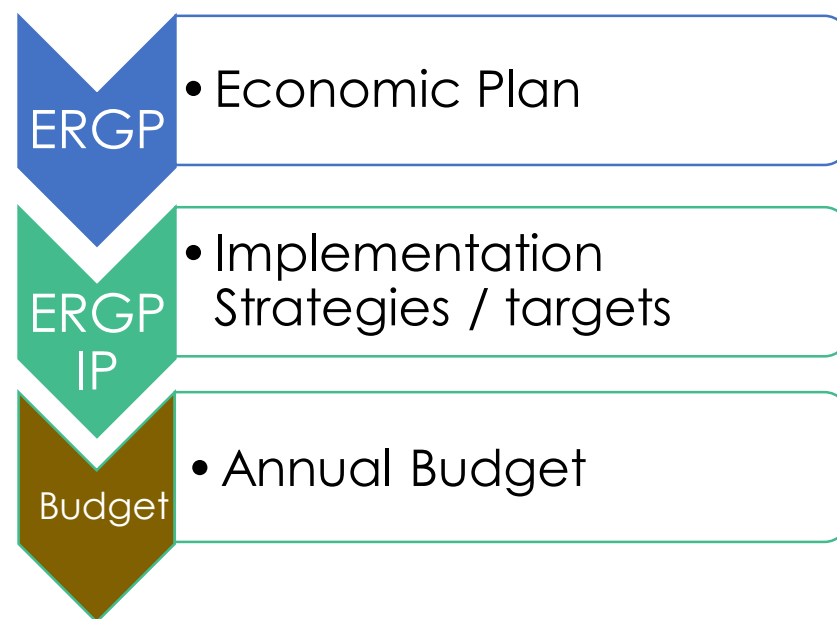 ERGP
• Economic Plan
ERGP
IP
• Implementation
Strategies / targets
Budget
• Annual Budget